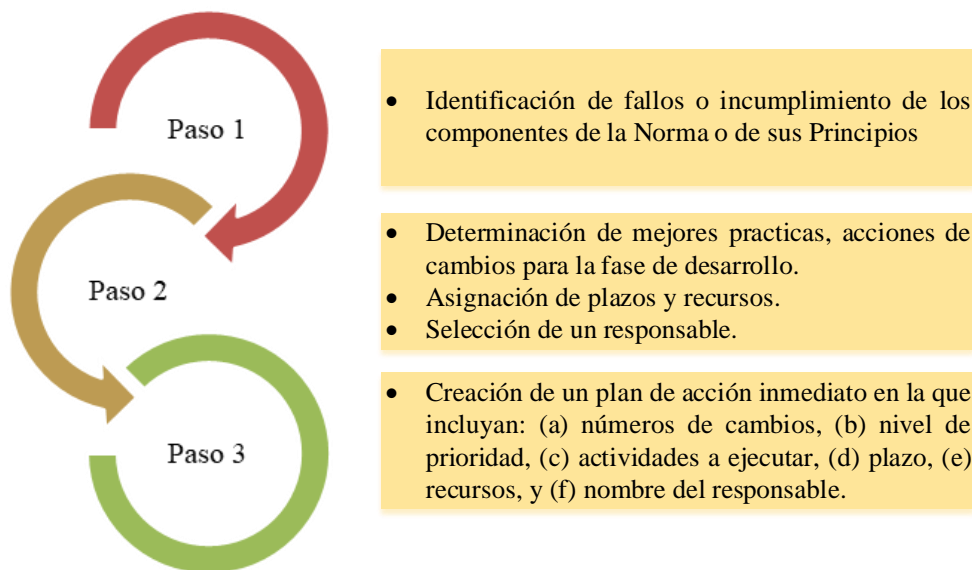 Paso 1
• Identificación de fallos o incumplimiento de los
componentes de la Norma o de sus Principios
Paso 2
• Determinación de mejores practicas, acciones de
cambios para la fase de desarrollo.
• Asignación de plazos y recursos.
• Selección de un responsable.
Paso 3
• Creación de un plan de acción inmediato en la que
incluyan: (a) números de cambios, (b) nivel de
prioridad, (c) actividades a ejecutar, (d) plazo, (e)
recursos, y (f) nombre del responsable.